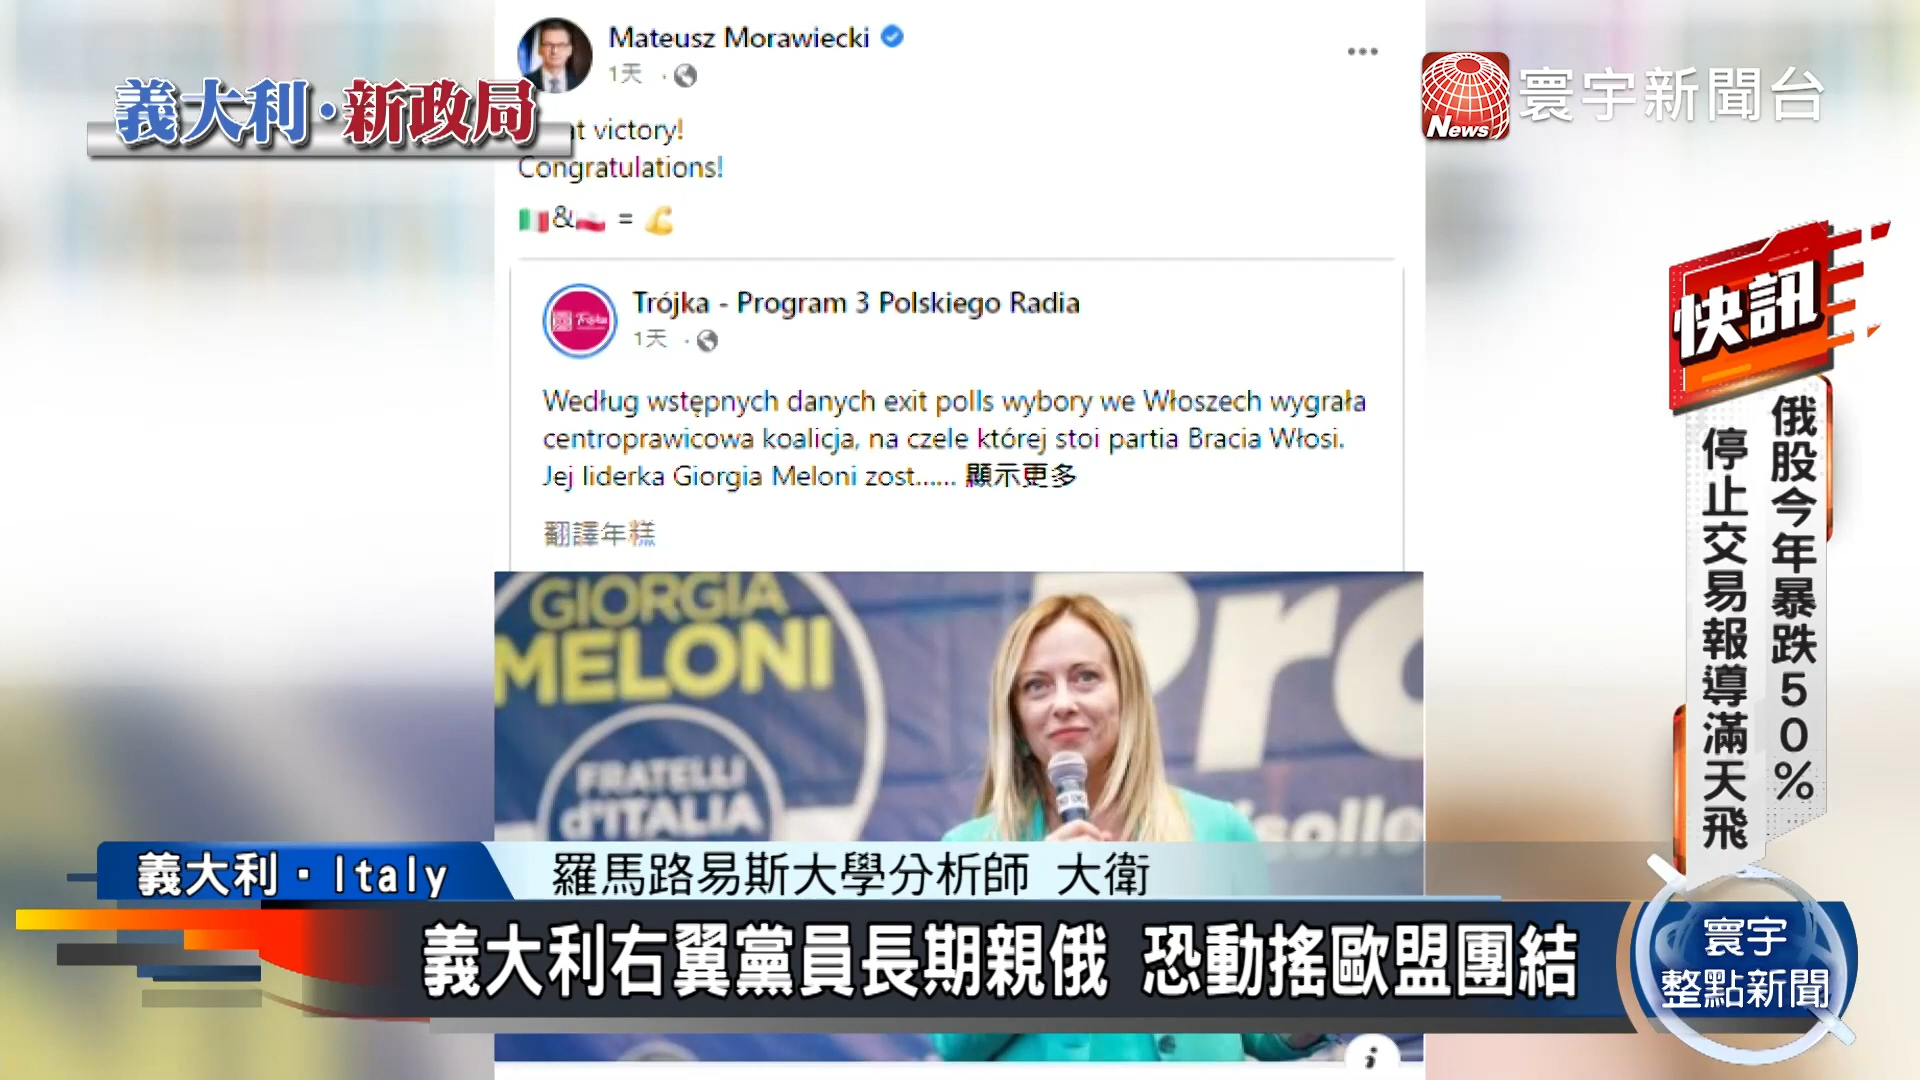 Mateusz Morawiecki
1天
義大利·新政局
at victory!
Congratulations!
& =
Trójka - Program 3 Polskiego Radia
1天
Według wstępnych danych exit polls wybory we Włoszech wygrała
centroprawicowa koalicja, na czele której stoi partia Bracia Włosi.
Jej liderka Giorgia Meloni zost...... 顯示更多
翻譯年糕
GIORGIA
MELONI
FRATELLI
d'ITALIA
Pro
isollo
News 寰宇新聞台
快訊
俄股今年暴跌50%
停止交易報導滿天飛
義大利·Italy
羅馬路易斯大學分析師 大衛
義大利右翼黨員長期親俄 恐動搖歐盟團結
寰宇
整點新聞